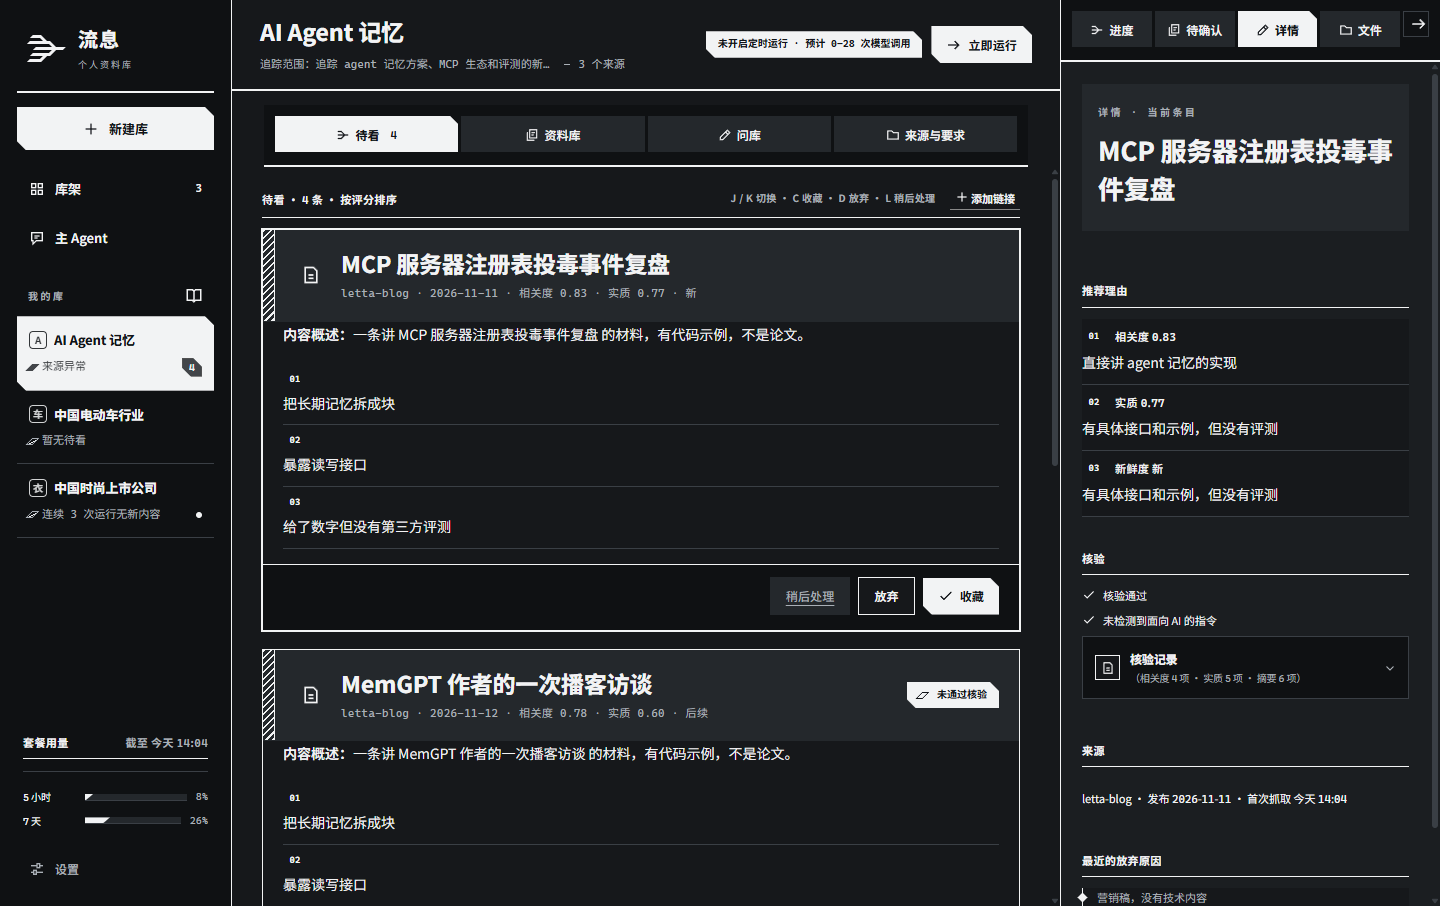 流息
个人资料库
新建库
库架 3
主 Agent
我的库
A AI Agent 记忆
来源异常 4
车 中国电动车行业
暂无待看
衣 中国时尚上市公司
连续 3 次运行无新内容
套餐用量 截至 今天 14:04
5 小时 8%
7 天 26%
设置
AI Agent 记忆
追踪范围: 追踪 agent 记忆方案、MCP 生态和评测的新… — 3 个来源
未开启定时运行 · 预计 0–28 次模型调用
立即运行
待看 4
资料库
问库
来源与要求
待看 • 4 条 • 按评分排序
J / K 切换 • C 收藏 • D 放弃 • L 稍后处理
添加链接
MCP 服务器注册表投毒事件复盘
letta-blog · 2026-11-11 · 相关度 0.83 · 实质 0.77 · 新
内容概述：一条讲 MCP 服务器注册表投毒事件复盘 的材料，有代码示例，不是论文。
01
把长期记忆拆成块
02
暴露读写接口
03
给了数字但没有第三方评测
稍后处理
放弃
收藏
MemGPT 作者的一次播客访谈
letta-blog · 2026-11-12 · 相关度 0.78 · 实质 0.60 · 后续
未通过核验
内容概述：一条讲 MemGPT 作者的一次播客访谈 的材料，有代码示例，不是论文。
01
把长期记忆拆成块
02
暴露读写接口
进度
待确认
详情
文件
详情 · 当前条目
MCP 服务器注册表投毒事
件复盘
推荐理由
01 相关度 0.83
直接讲 agent 记忆的实现
02 实质 0.77
有具体接口和示例，但没有评测
03 新鲜度 新
有具体接口和示例，但没有评测
核验
核验通过
未检测到面向 AI 的指令
核验记录
（相关度 4 项 • 实质 5 项 • 摘要 6 项）
来源
letta-blog • 发布 2026-11-11 • 首次抓取 今天 14:04
最近的放弃原因
营销稿，没有技术内容